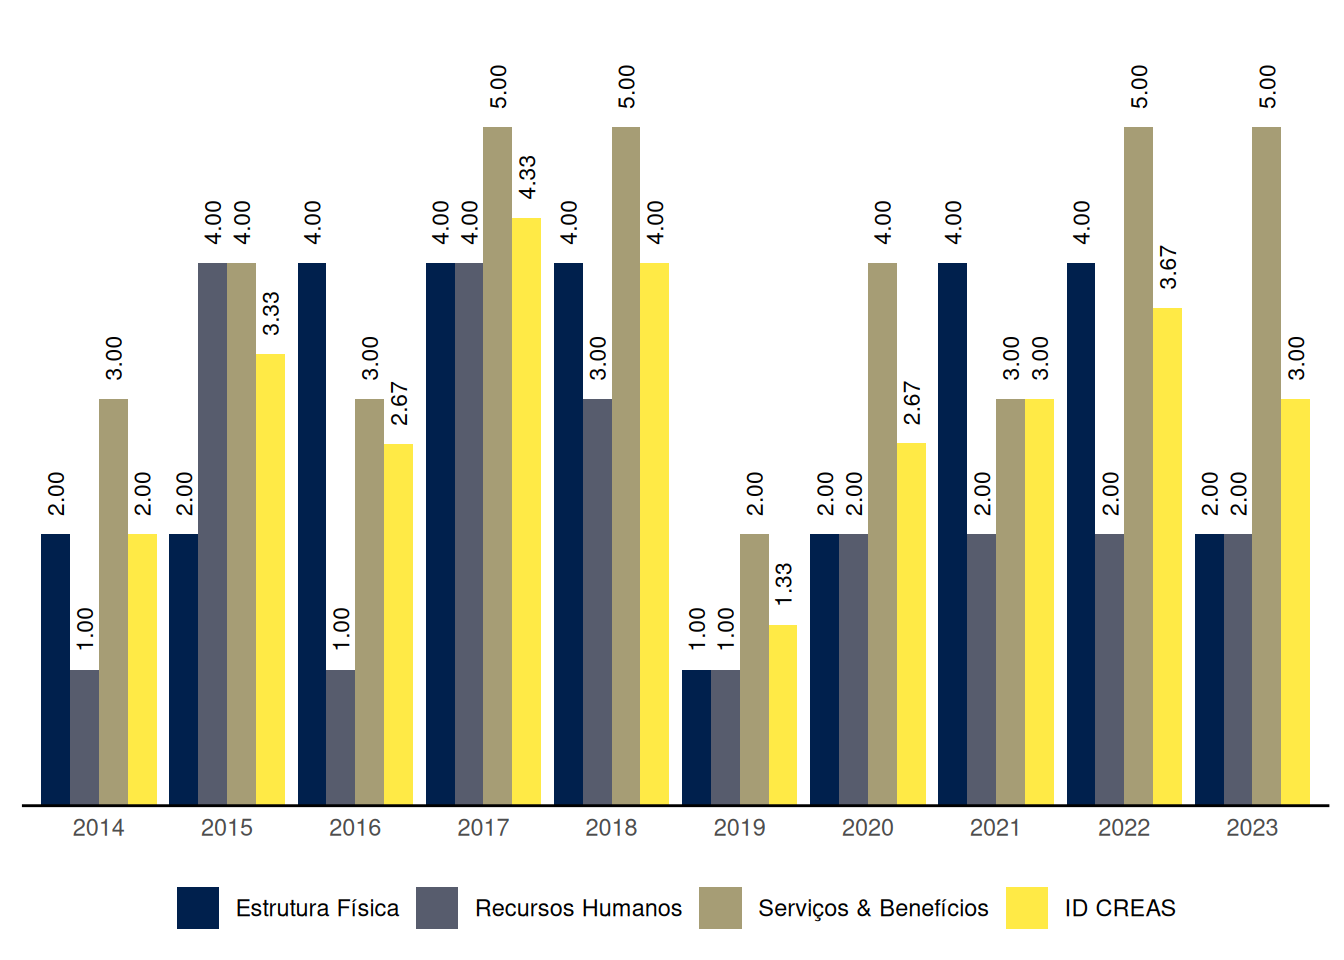 5.00 5.00 5.00 5.00
4.33
4.00 4.00 4.00 4.00 4.00 4.00 4.00 4.00 4.00 4.00
3.67
3.33
3.00 3.00 3.00 3.00 3.00 3.00
2.67 2.67
2.00 2.00 2.00 2.00 2.00 2.00 2.00 2.00 2.00 2.00
1.33
1.00 1.00 1.00 1.00
2014 2015 2016 2017 2018 2019 2020 2021 2022 2023
Estrutura Física Recursos Humanos Serviços & Benefícios ID CREAS